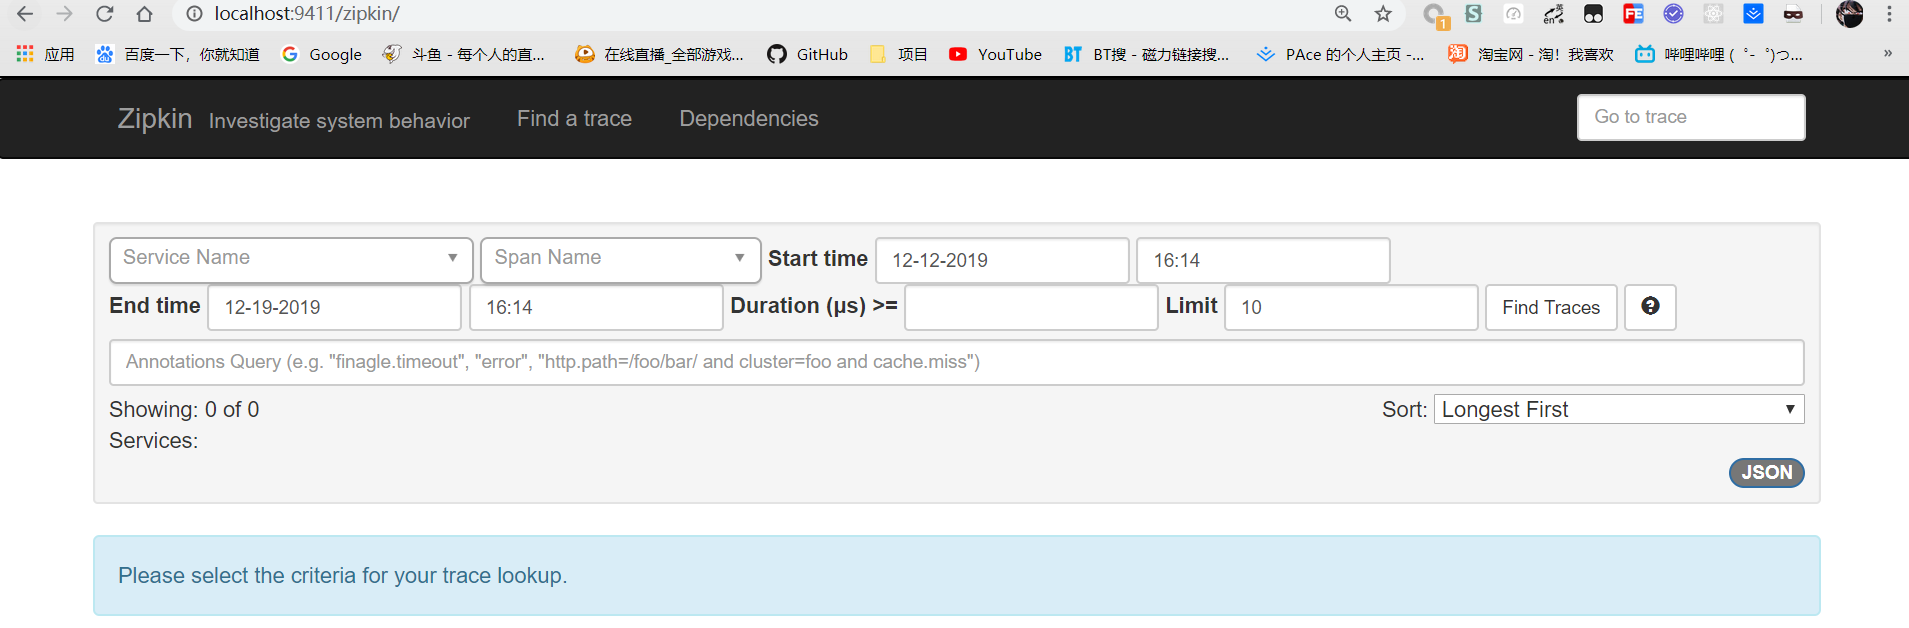 localhost:9411/zipkin/
1
英
en
FE
应用 百度一下，你就知道 Google 斗鱼 - 每个人的直... 在线直播_全部游戏... GitHub 项目 YouTube BT BT搜 - 磁力链接搜... PAce 的个人主页 -... 淘 淘宝网 - 淘！我喜欢 哔哩哔哩 ( ゜- ゜)つ... »
Zipkin Investigate system behavior Find a trace Dependencies Go to trace
Service Name Span Name Start time 12-12-2019 16:14
End time 12-19-2019 16:14 Duration (μs) >= Limit 10 Find Traces
Annotations Query (e.g. "finagle.timeout", "error", "http.path=/foo/bar/ and cluster=foo and cache.miss")
Showing: 0 of 0 Sort: Longest First
Services:
JSON
Please select the criteria for your trace lookup.